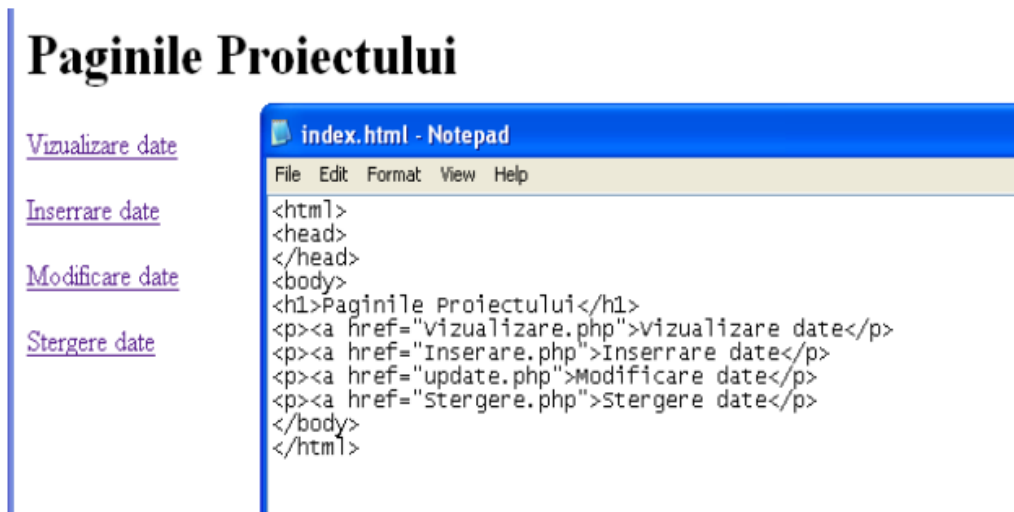 Paginile Proiectului
Vizualizare date
Inserrare date
Modificare date
Stergere date
index.html - Notepad
File Edit Format View Help
<html>
<head>
</head>
<body>
<h1>Paginile Proiectului</h1>
<p><a href="Vizualizare.php">Vizualizare date</p>
<p><a href="Inserare.php">Inserrare date</p>
<p><a href="update.php">Modificare date</p>
<p><a href="Stergere.php">Stergere date</p>
</body>
</html>